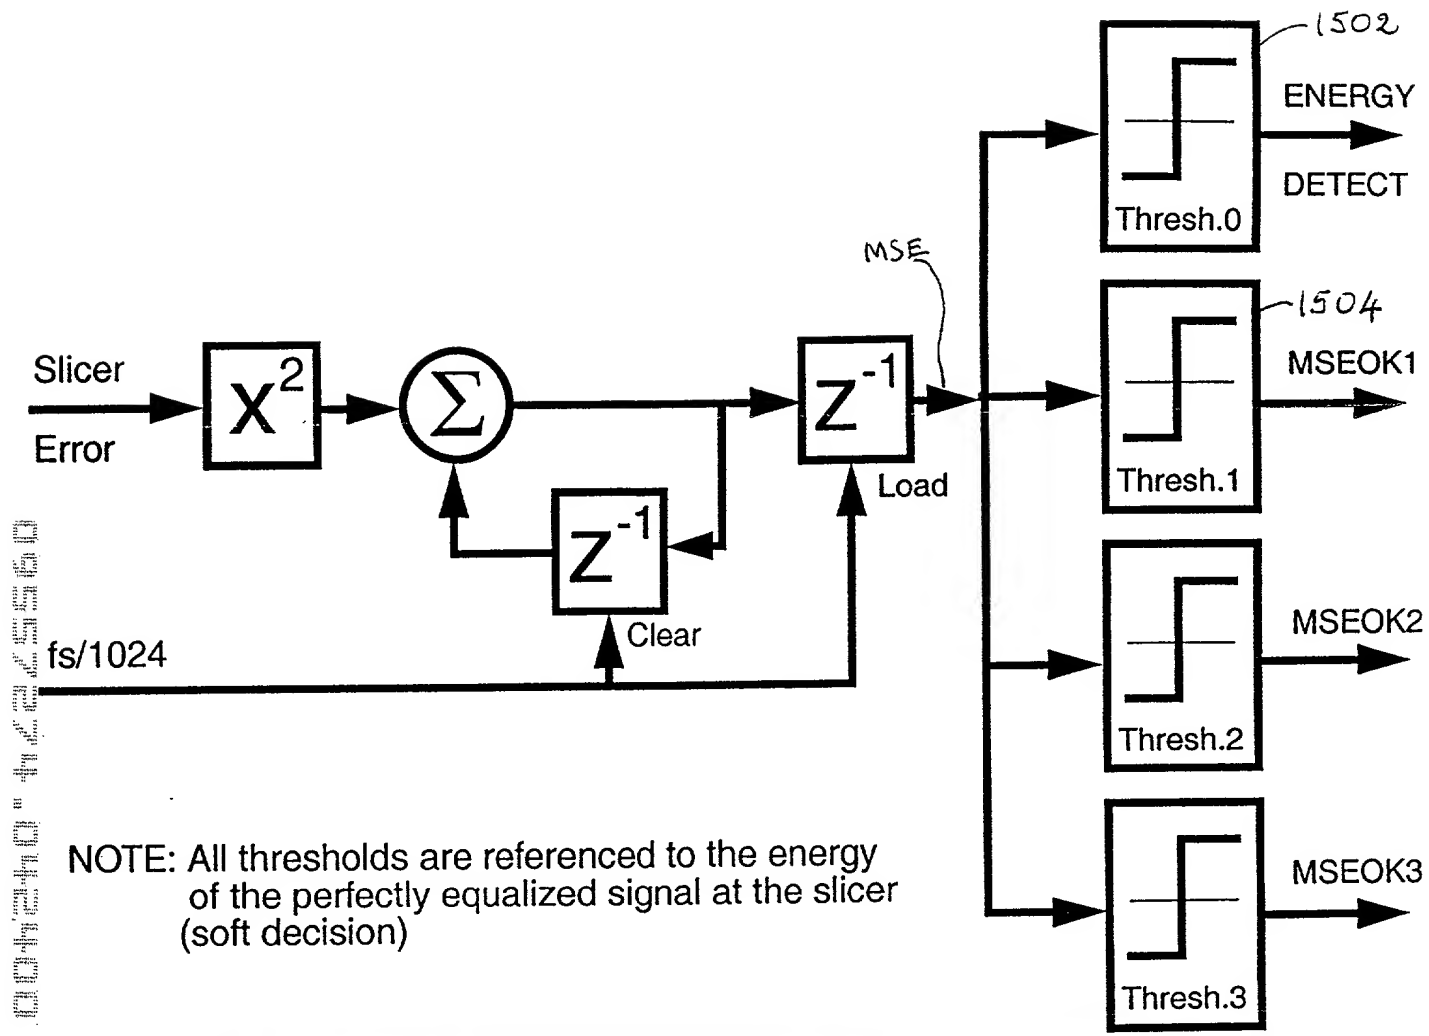 1502
ENERGY
DETECT
Thresh.0
MSE
1504
MSEOK1
Thresh.1
Slicer
Error
X²
Σ
Z⁻¹
Load
Z⁻¹
Clear
fs/1024
MSEOK2
Thresh.2
MSEOK3
Thresh.3
NOTE: All thresholds are referenced to the energy
of the perfectly equalized signal at the slicer
(soft decision)